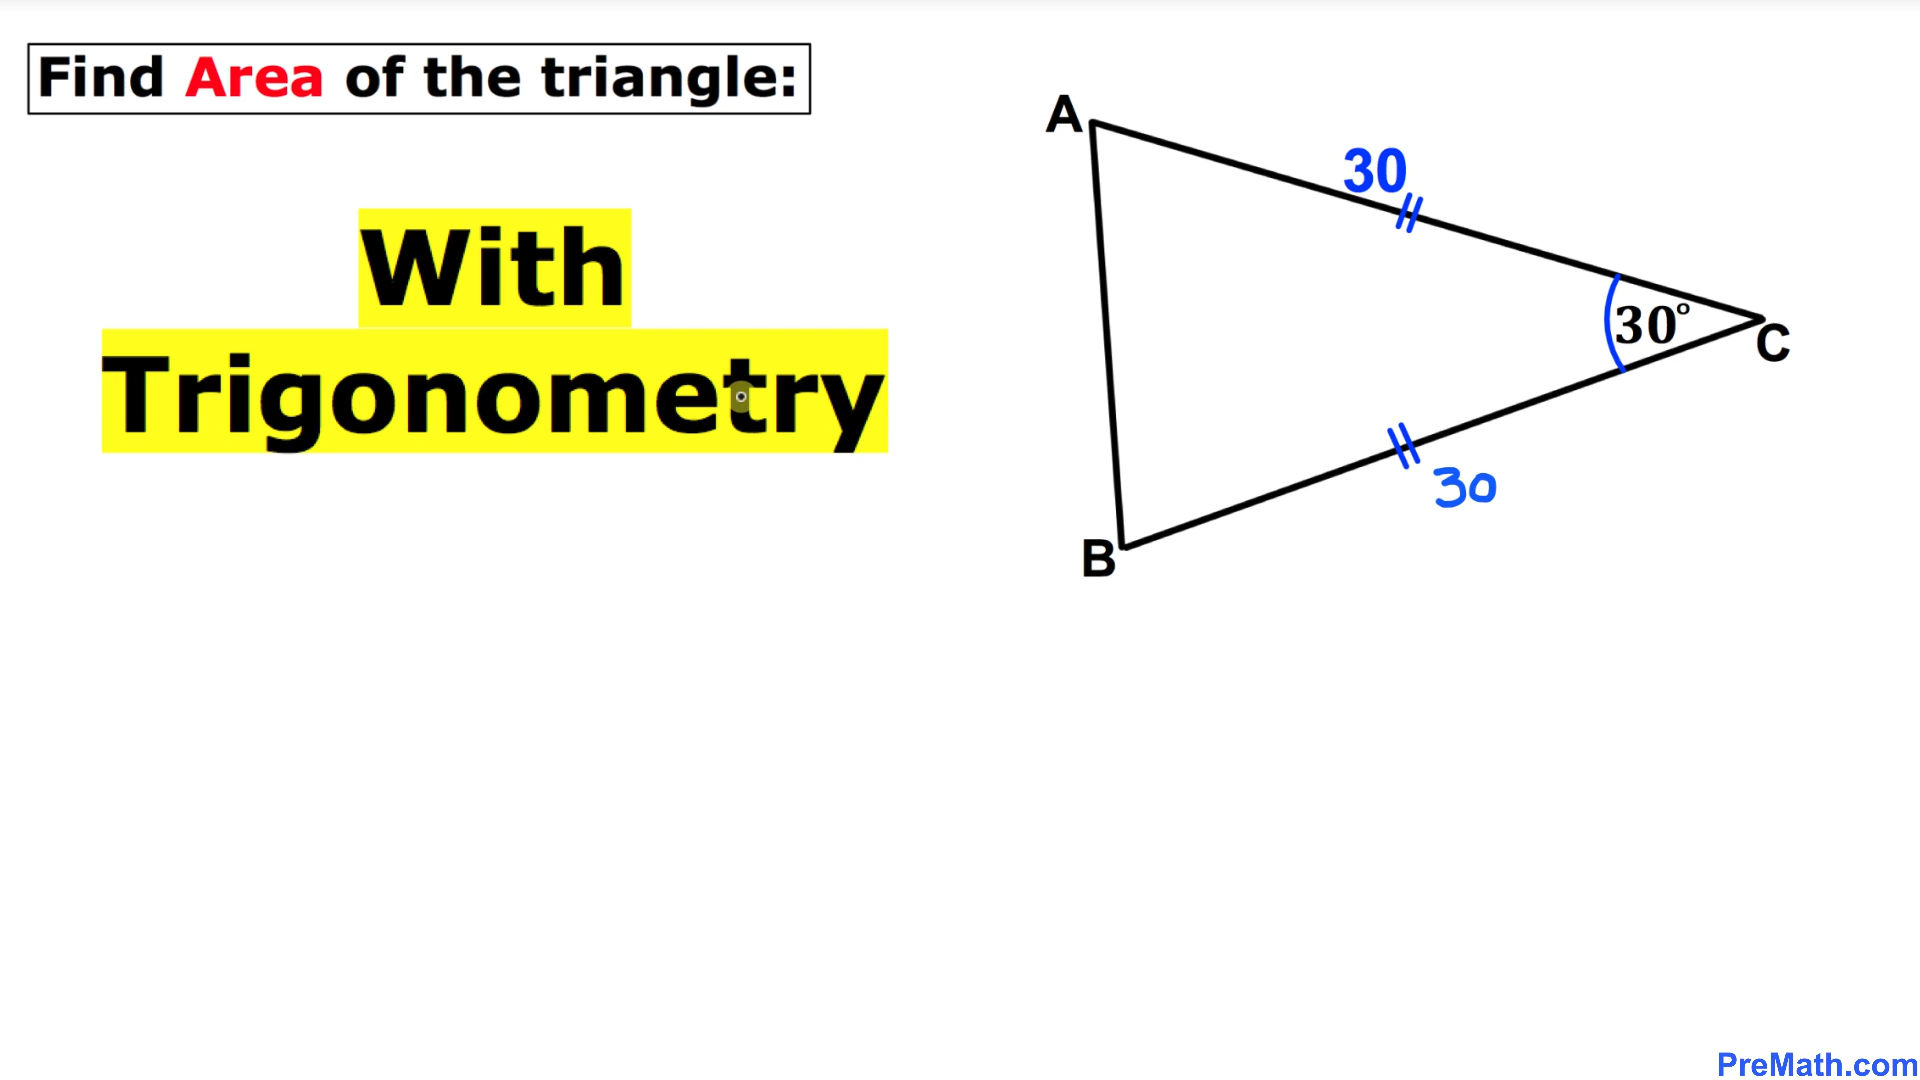 Find Area of the triangle:
With
Trigonometry
A
30
30°
C
30
B
PreMath.com